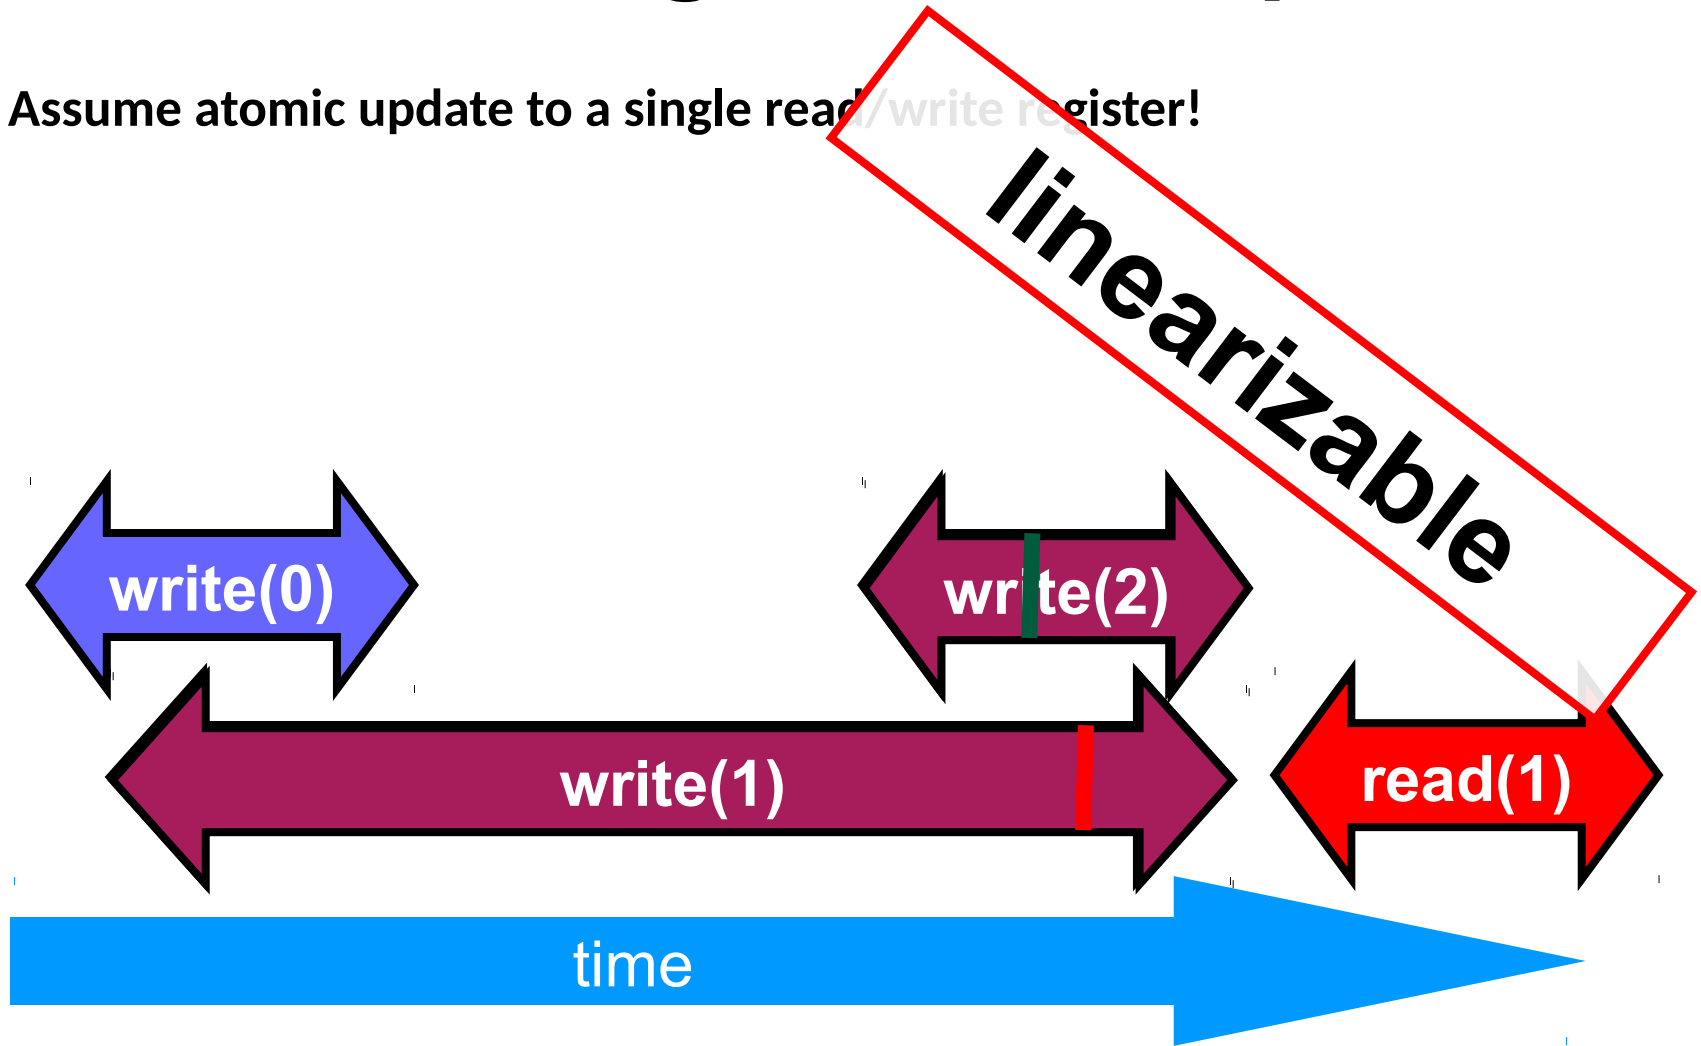 Assume atomic update to a single read/write register!
linearizable
write(0)
write(2)
write(1)
read(1)
time